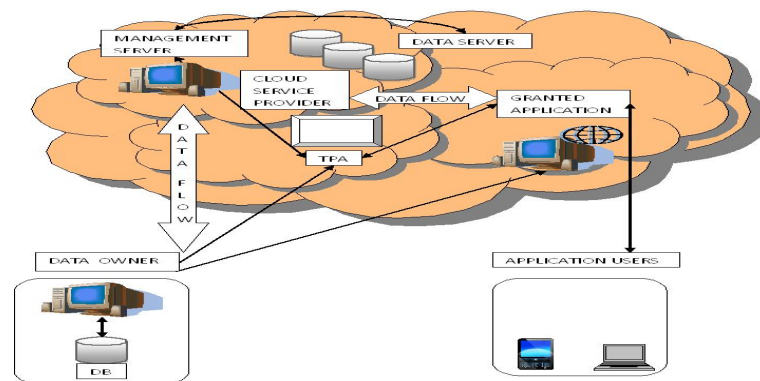 MANAGEMENT
SERVER
DATA SERVER
CLOUD
SERVICE
PROVIDER
DATA FLOW
GRANTED
APPLICATION
TPA
D
A
T
A
F
L
O
W
DATA OWNER
APPLICATION USERS
DB